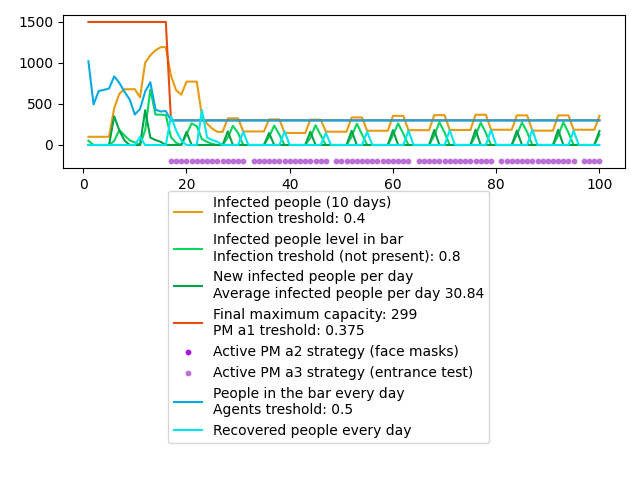 1500
1000
500
0
0
20
40
60
80
100
Infected people (10 days)
Infection treshold: 0.4
Infected people level in bar
Infection treshold (not present): 0.8
New infected people per day
Average infected people per day 30.84
Final maximum capacity: 299
PM a1 treshold: 0.375
Active PM a2 strategy (face masks)
Active PM a3 strategy (entrance test)
People in the bar every day
Agents treshold: 0.5
Recovered people every day